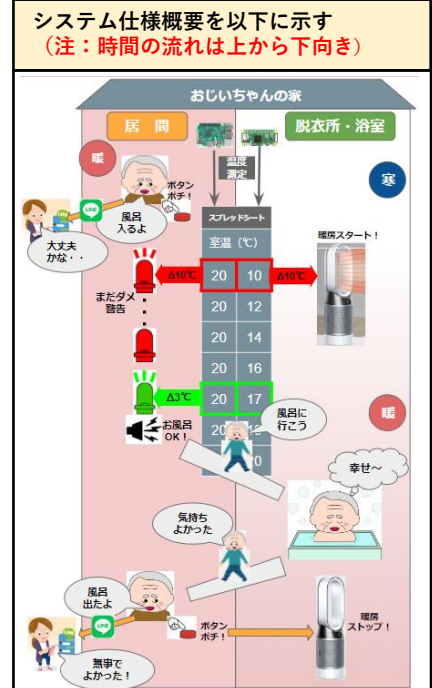 システム仕様概要を以下に示す
(注：時間の流れは上から下向き)
おじいちゃんの家
居 間
脱衣所・浴室
暖
温度
測定
寒
ボタン
ポチ！
LINE
風呂
入るよ
スプレッドシート
大丈夫
かな・・
室温（℃）
暖房スタート！
Δ10℃
20
10
Δ10℃
まだダメ
警告
20
12
20
14
20
16
Δ3℃
20
17
暖
風呂に
行こう
お風呂
OK！
20
20
幸せ～
気持ち
よかった
風呂
出たよ
LINE
ボタン
ポチ！
暖房
ストップ！
無事で
よかった！